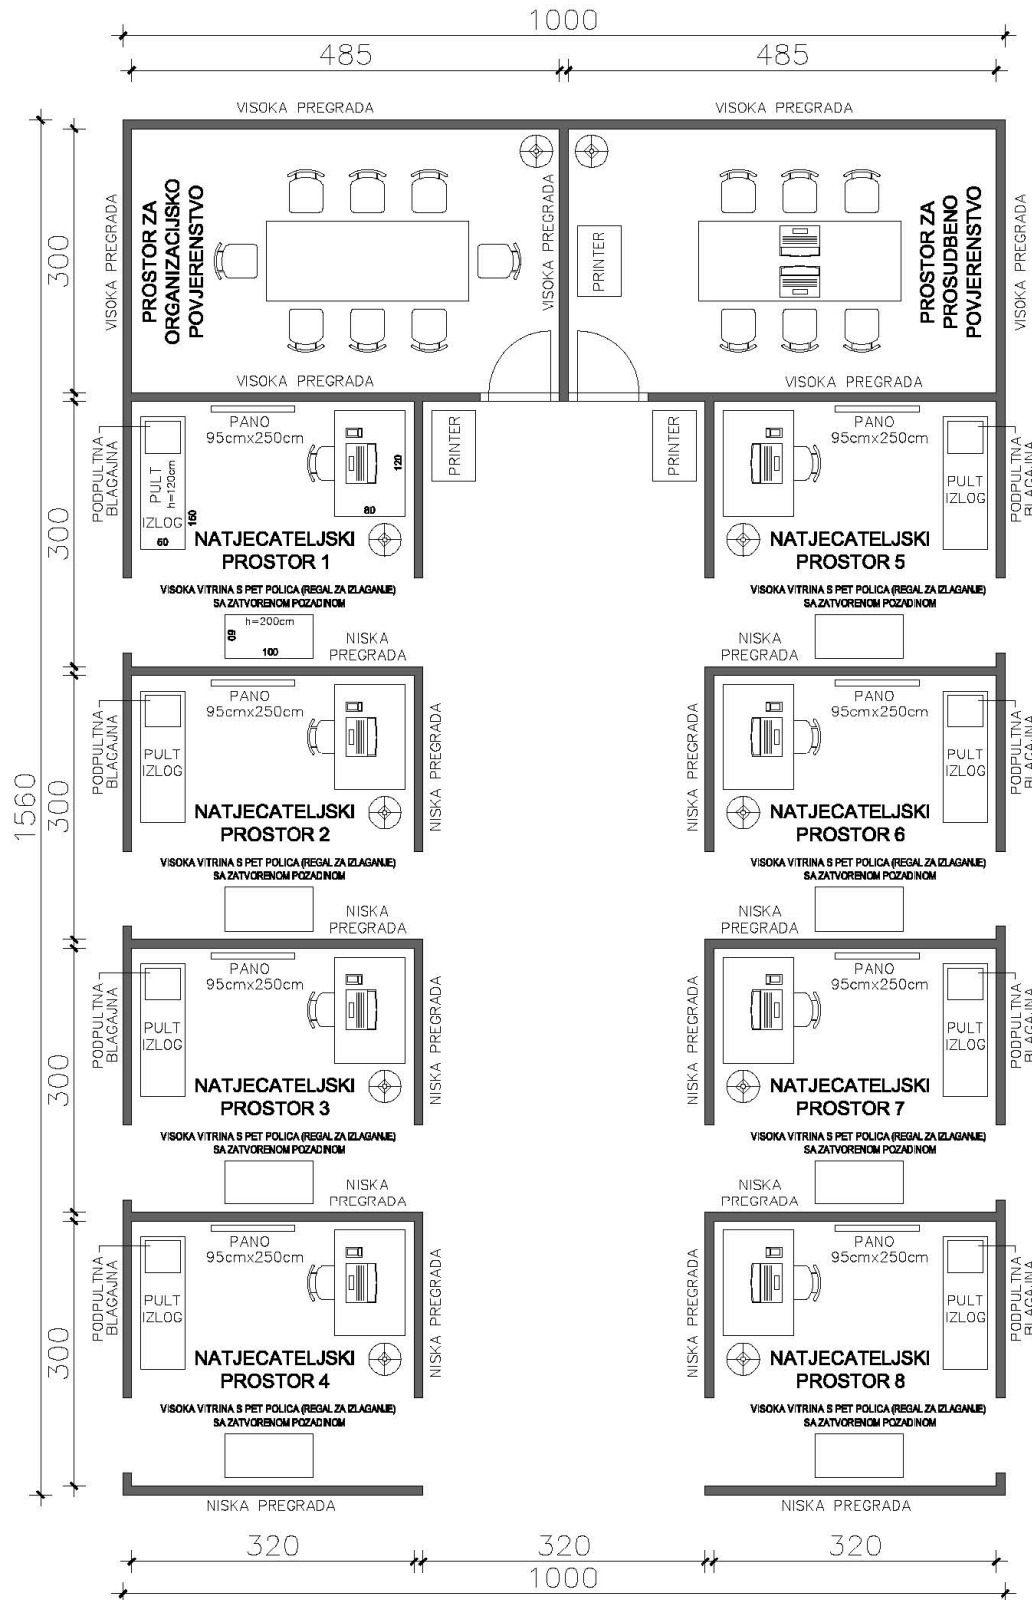 1000
485
485
VISOKA PREGRADA
VISOKA PREGRADA
300
VISOKA PREGRADA
PROSTOR ZA
ORGANIZACIJSKO
POVJERENSTVO
VISOKA PREGRADA
PRINTER
PROSTOR ZA
PROSUDBENO
POVJERENSTVO
VISOKA PREGRADA
VISOKA PREGRADA
VISOKA PREGRADA
1560
300
PODPULTNA
BLAGAJNA
PULT
h=120cm
IZLOG
150
60
PANO
95cmx250cm
120
80
NATJECATELJSKI
PROSTOR 1
VISOKA VITRINA S PET POLICA (REGAL ZA IZLAGANJE)
SA ZATVORENOM POZADINOM
h=200cm
60
100
NISKA
PREGRADA
PRINTER
PRINTER
PANO
95cmx250cm
PULT
IZLOG
PODPULTNA
BLAGAJNA
NATJECATELJSKI
PROSTOR 5
VISOKA VITRINA S PET POLICA (REGAL ZA IZLAGANJE)
SA ZATVORENOM POZADINOM
NISKA
PREGRADA
300
PODPULTNA
BLAGAJNA
PULT
IZLOG
PANO
95cmx250cm
NATJECATELJSKI
PROSTOR 2
VISOKA VITRINA S PET POLICA (REGAL ZA IZLAGANJE)
SA ZATVORENOM POZADINOM
NISKA
PREGRADA
NISKA PREGRADA
NISKA PREGRADA
PANO
95cmx250cm
PULT
IZLOG
PODPULTNA
BLAGAJNA
NATJECATELJSKI
PROSTOR 6
VISOKA VITRINA S PET POLICA (REGAL ZA IZLAGANJE)
SA ZATVORENOM POZADINOM
NISKA
PREGRADA
300
PODPULTNA
BLAGAJNA
PULT
IZLOG
PANO
95cmx250cm
NATJECATELJSKI
PROSTOR 3
VISOKA VITRINA S PET POLICA (REGAL ZA IZLAGANJE)
SA ZATVORENOM POZADINOM
NISKA
PREGRADA
NISKA PREGRADA
NISKA PREGRADA
PANO
95cmx250cm
PULT
IZLOG
PODPULTNA
BLAGAJNA
NATJECATELJSKI
PROSTOR 7
VISOKA VITRINA S PET POLICA (REGAL ZA IZLAGANJE)
SA ZATVORENOM POZADINOM
NISKA
PREGRADA
300
PODPULTNA
BLAGAJNA
PULT
IZLOG
PANO
95cmx250cm
NATJECATELJSKI
PROSTOR 4
VISOKA VITRINA S PET POLICA (REGAL ZA IZLAGANJE)
SA ZATVORENOM POZADINOM
NISKA PREGRADA
NISKA PREGRADA
NISKA PREGRADA
PANO
95cmx250cm
PULT
IZLOG
PODPULTNA
BLAGAJNA
NATJECATELJSKI
PROSTOR 8
VISOKA VITRINA S PET POLICA (REGAL ZA IZLAGANJE)
SA ZATVORENOM POZADINOM
NISKA PREGRADA
320
320
320
1000